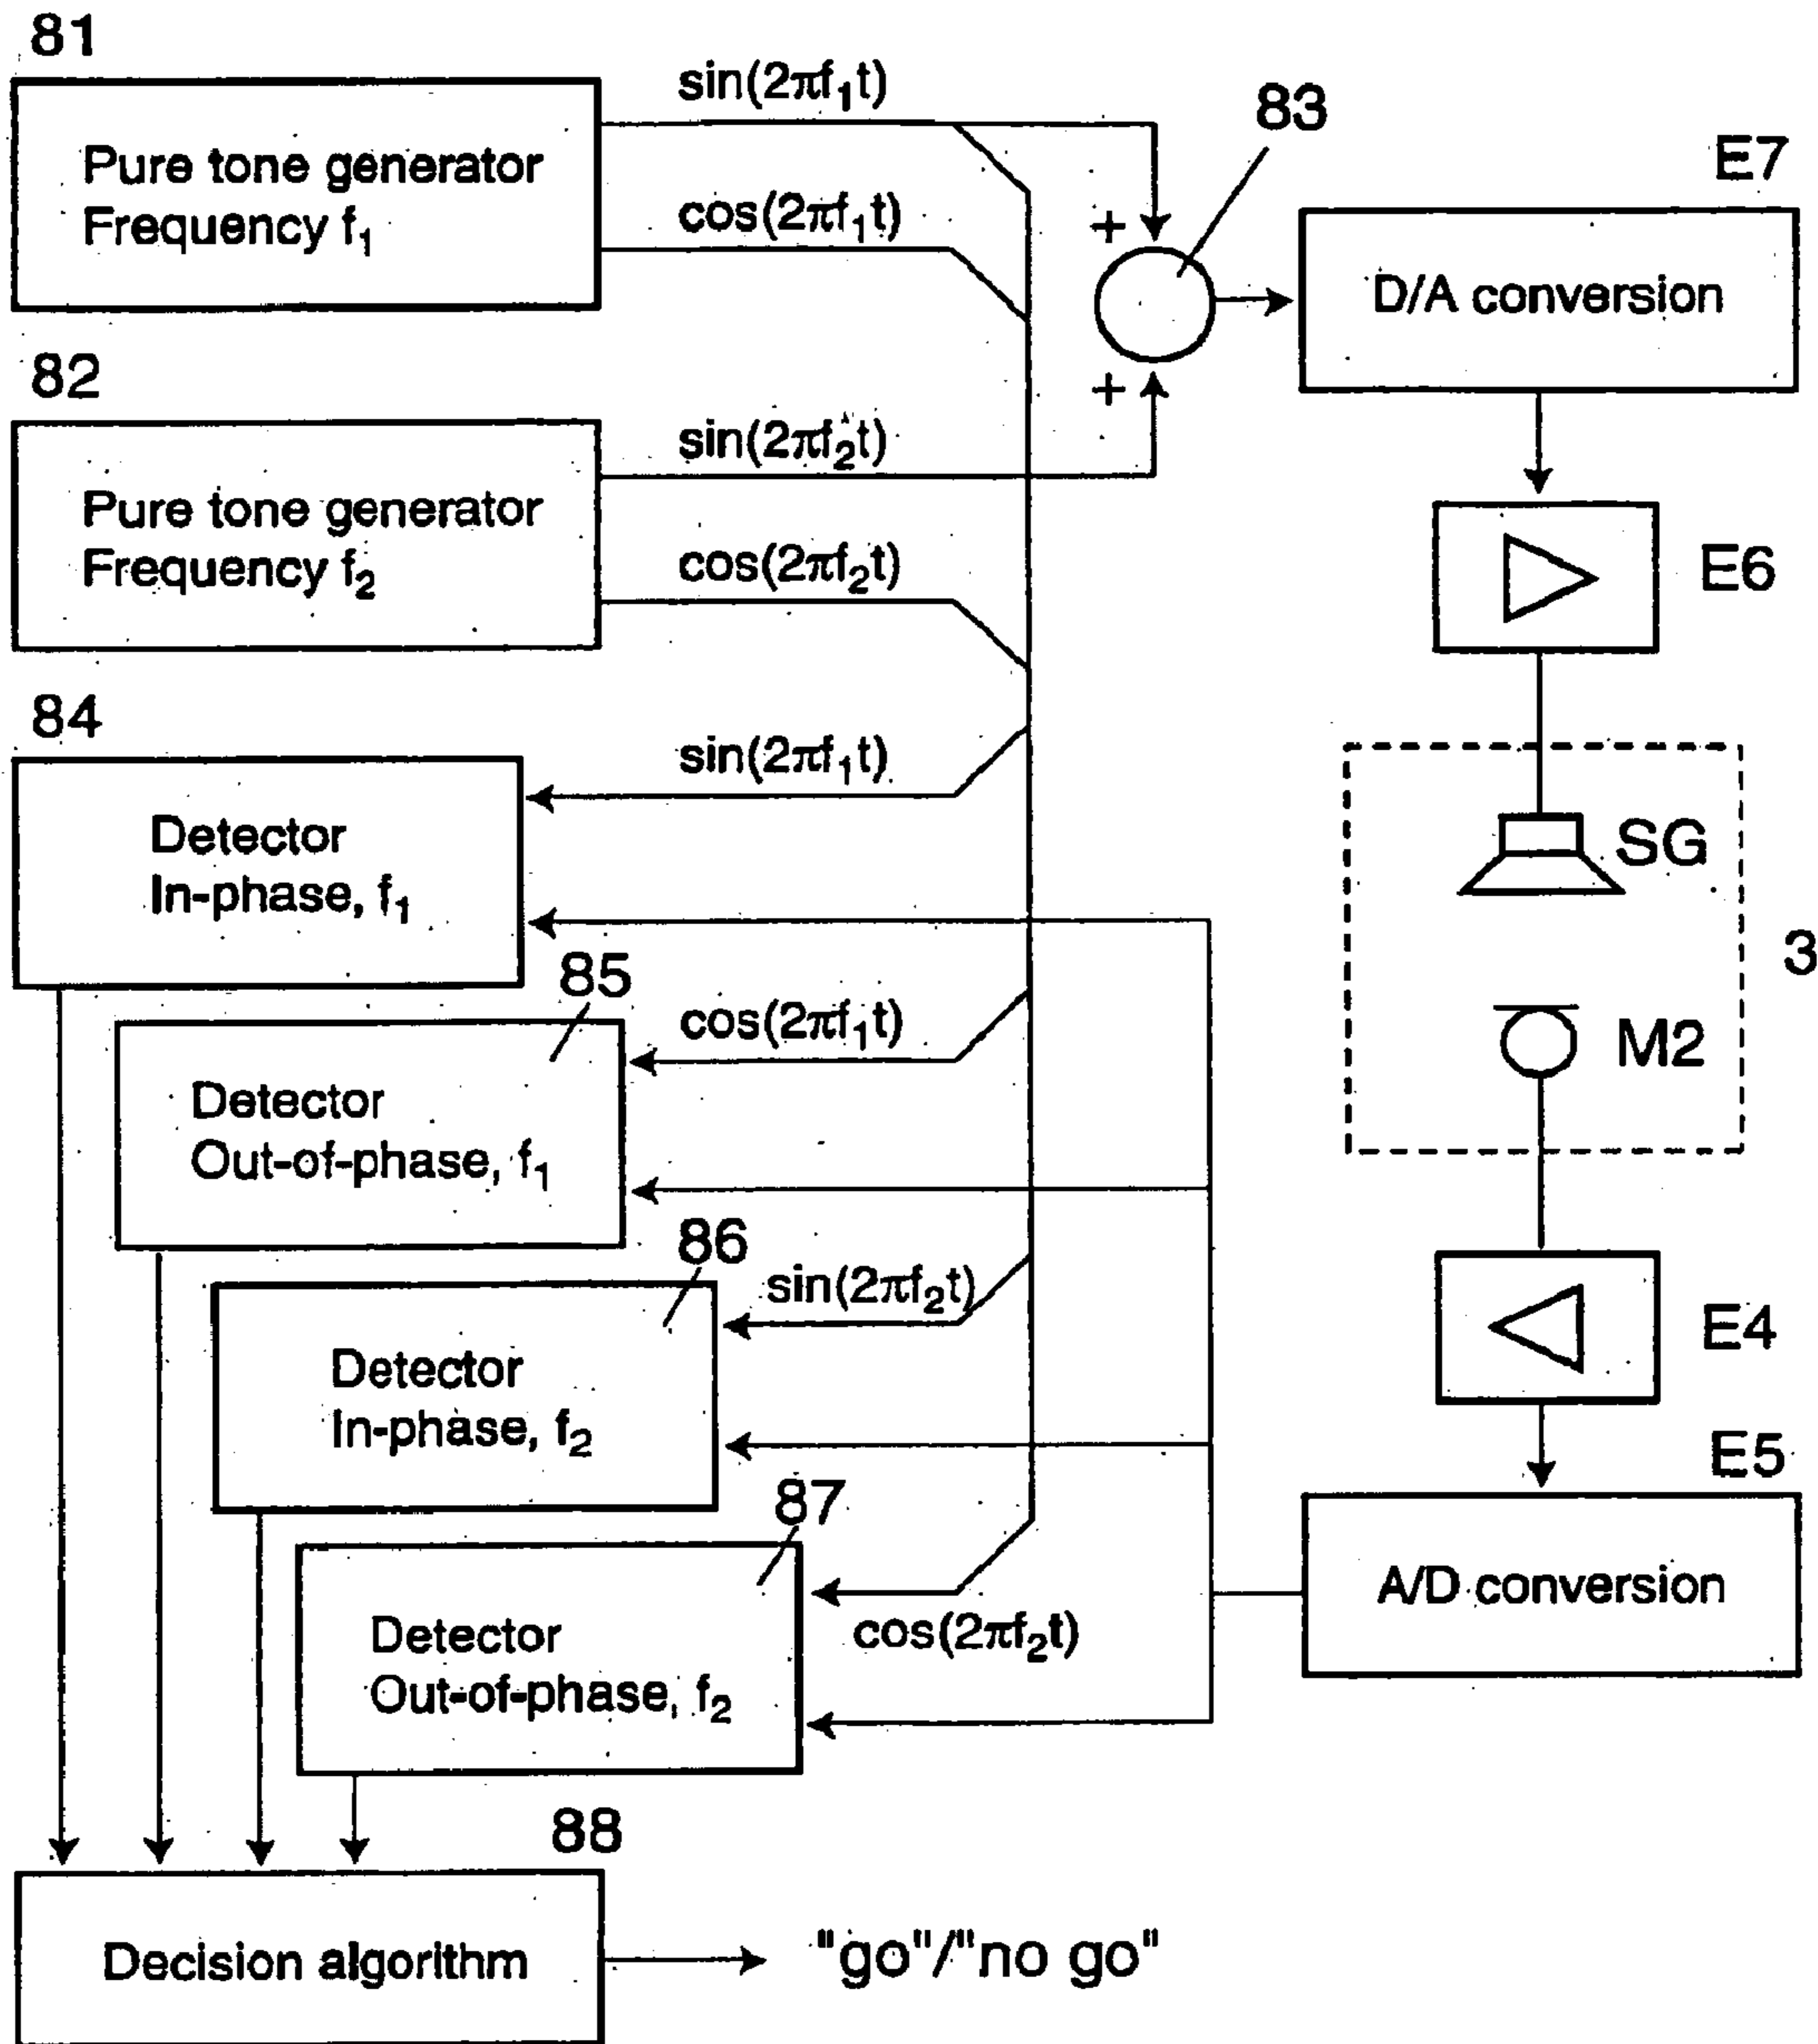 81
Pure tone generator
Frequency f₁
sin(2πf₁t)
cos(2πf₁t)
83
+
+
E7
D/A conversion
82
Pure tone generator
Frequency f₂
sin(2πf₂t)
cos(2πf₂t)
E6
84
Detector
In-phase, f₁
sin(2πf₁t)
SG
3
M2
85
Detector
Out-of-phase, f₁
cos(2πf₁t)
86
Detector
In-phase, f₂
sin(2πf₂t)
E4
E5
A/D conversion
87
Detector
Out-of-phase, f₂
cos(2πf₂t)
88
Decision algorithm
"go"/"no go"